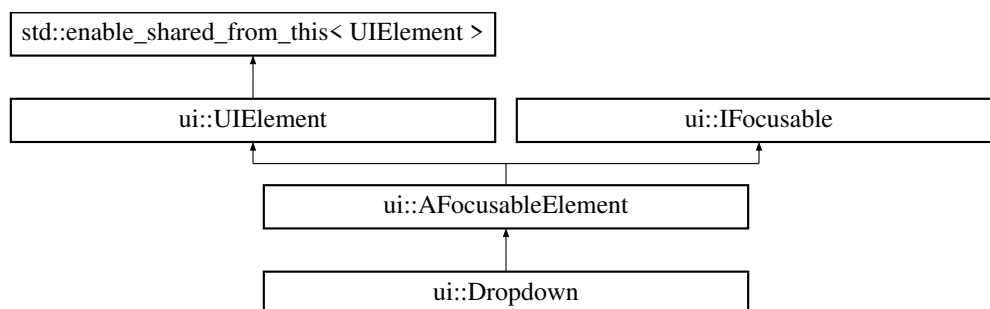 std::enable_shared_from_this< UIElement >
ui::UIElement
ui::IFocusable
ui::AFocusableElement
ui::Dropdown